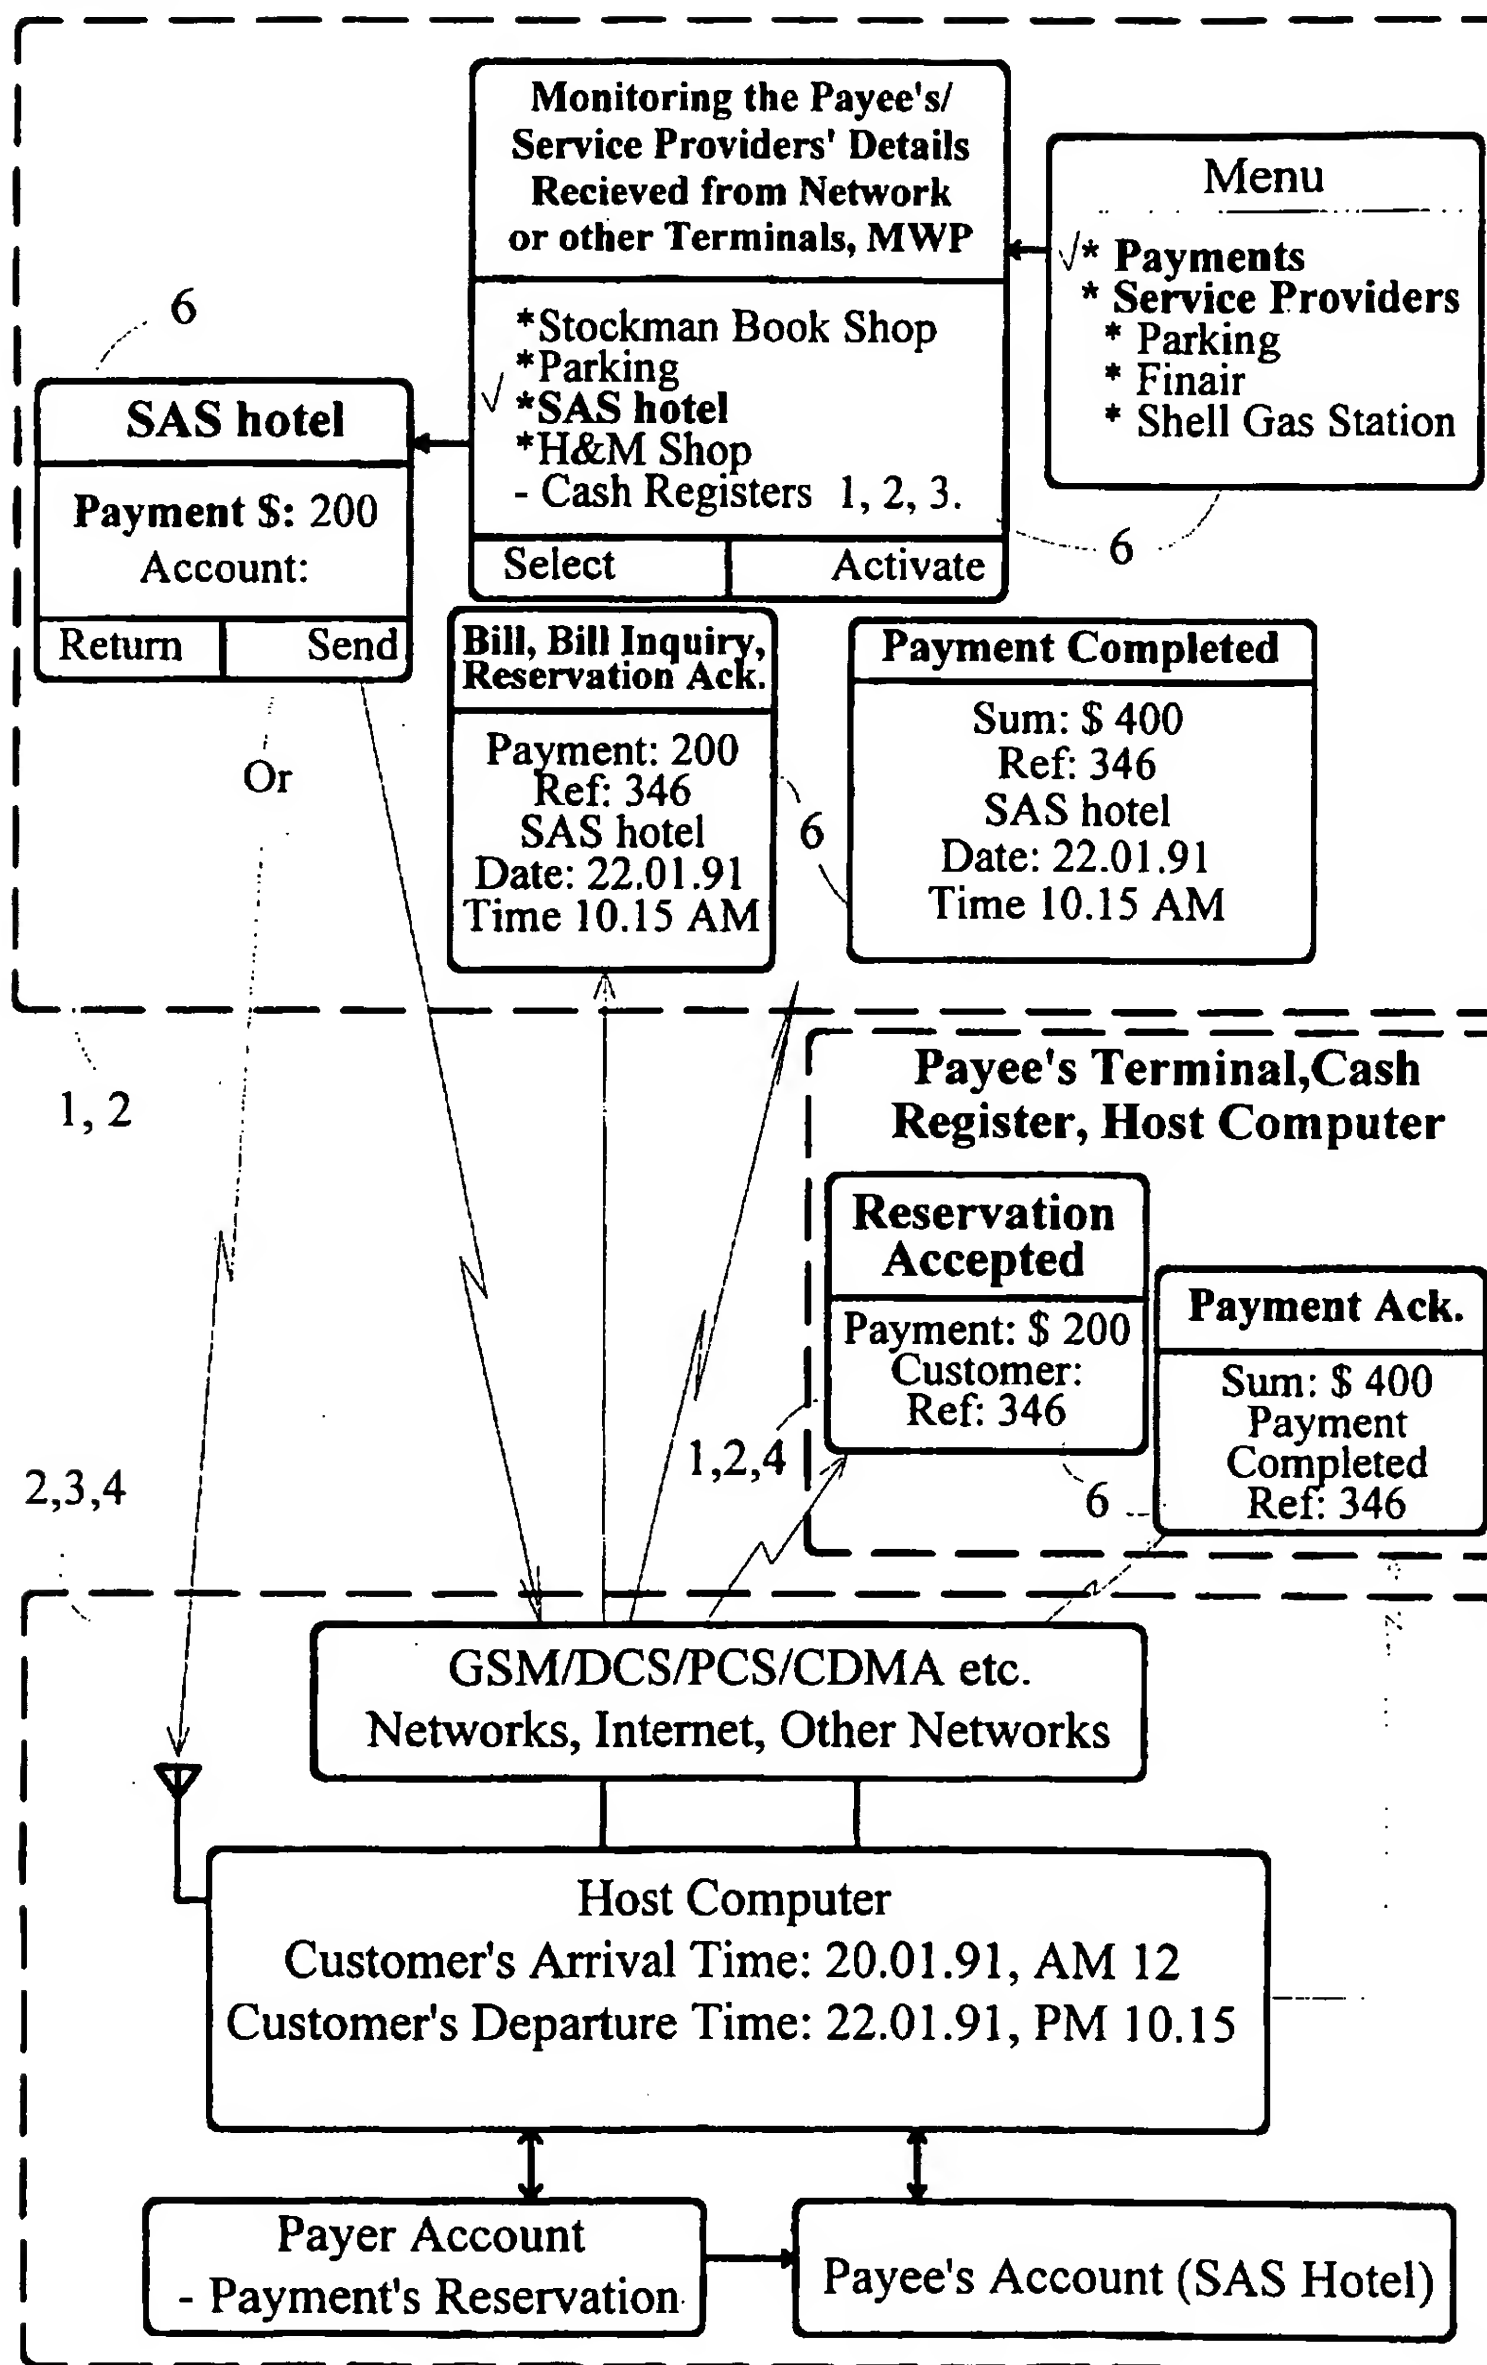 Monitoring the Payee's/
Service Providers' Details
Recieved from Network
or other Terminals, MWP
*Stockman Book Shop
*Parking
√ *SAS hotel
*H&M Shop
- Cash Registers 1, 2, 3.
Select Activate
Menu
√* Payments
* Service Providers
* Parking
* Finair
* Shell Gas Station
6
6
SAS hotel
Payment $: 200
Account:
Return Send
Or
Bill, Bill Inquiry,
Reservation Ack.
Payment: 200
Ref: 346
SAS hotel
Date: 22.01.91
Time 10.15 AM
6
Payment Completed
Sum: $ 400
Ref: 346
SAS hotel
Date: 22.01.91
Time 10.15 AM
1, 2
Payee's Terminal,Cash
Register, Host Computer
Reservation
Accepted
Payment: $ 200
Customer:
Ref: 346
Payment Ack.
Sum: $ 400
Payment
Completed
Ref: 346
1,2,4
6
2,3,4
GSM/DCS/PCS/CDMA etc.
Networks, Internet, Other Networks
Host Computer
Customer's Arrival Time: 20.01.91, AM 12
Customer's Departure Time: 22.01.91, PM 10.15
Payer Account
- Payment's Reservation
Payee's Account (SAS Hotel)